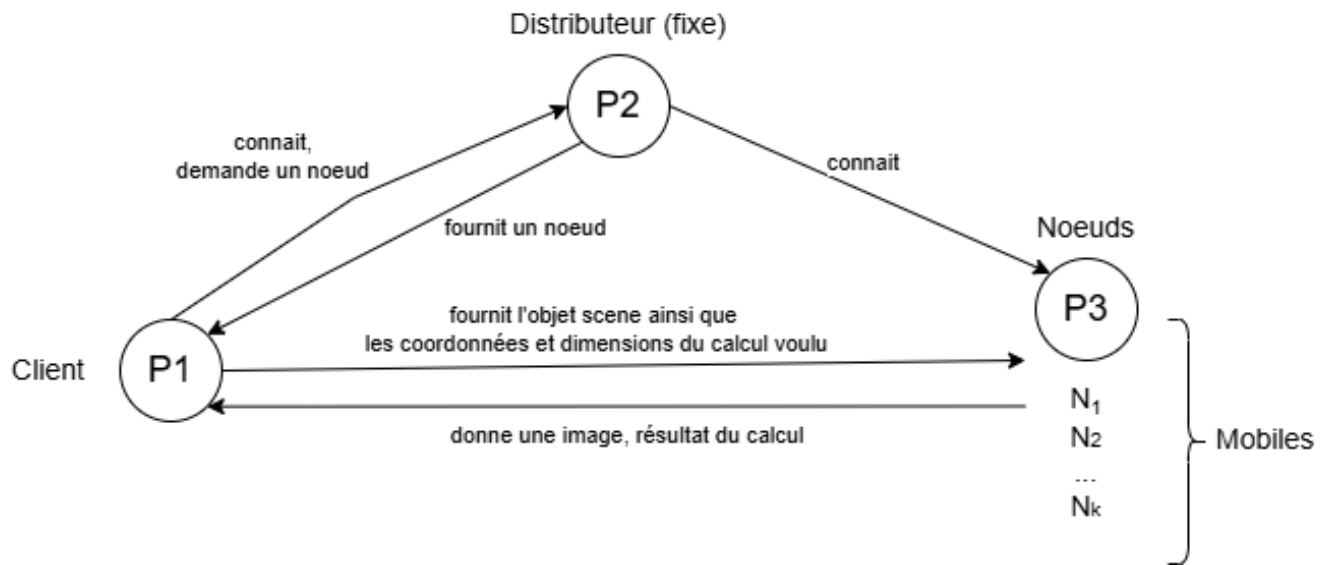 Distributeur (fixe)
P2
connait,
demande un noeud
connait
fournit un noeud
Noeuds
P3
fournit l'objet scene ainsi que
les coordonnées et dimensions du calcul voulu
Client
P1
donne une image, résultat du calcul
N₁
N₂
...
Nₖ
Mobiles